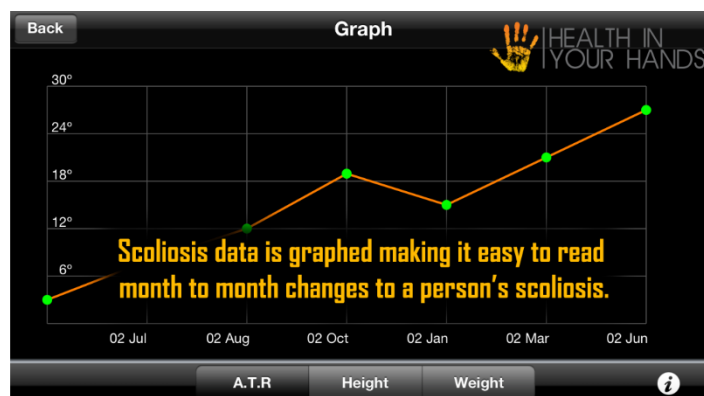 Back
Graph
HEALTH IN
YOUR HANDS
30°
24°
18°
12°
6°
Scoliosis data is graphed making it easy to read
month to month changes to a person's scoliosis.
02 Jul 02 Aug 02 Oct 02 Jan 02 Mar 02 Jun
A.T.R Height Weight i